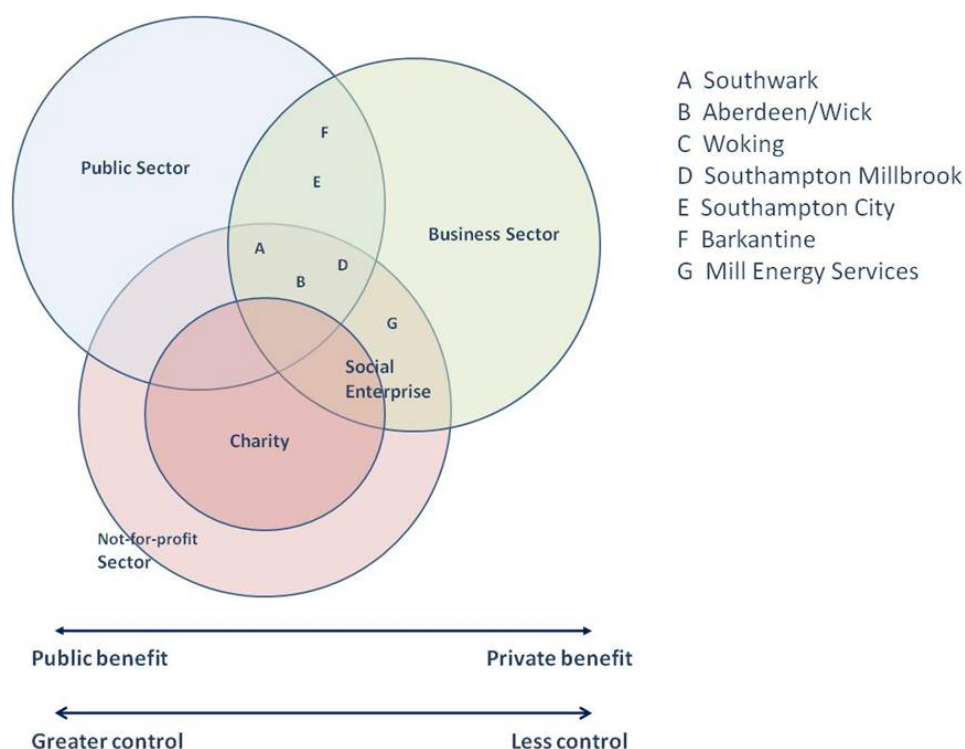 F
Public Sector
E
Business Sector
A
D
B
G
Social
Enterprise
Charity
Not-for-profit
Sector
A Southwark
B Aberdeen/Wick
C Woking
D Southampton Millbrook
E Southampton City
F Barkantine
G Mill Energy Services
Public benefit
Private benefit
Greater control
Less control